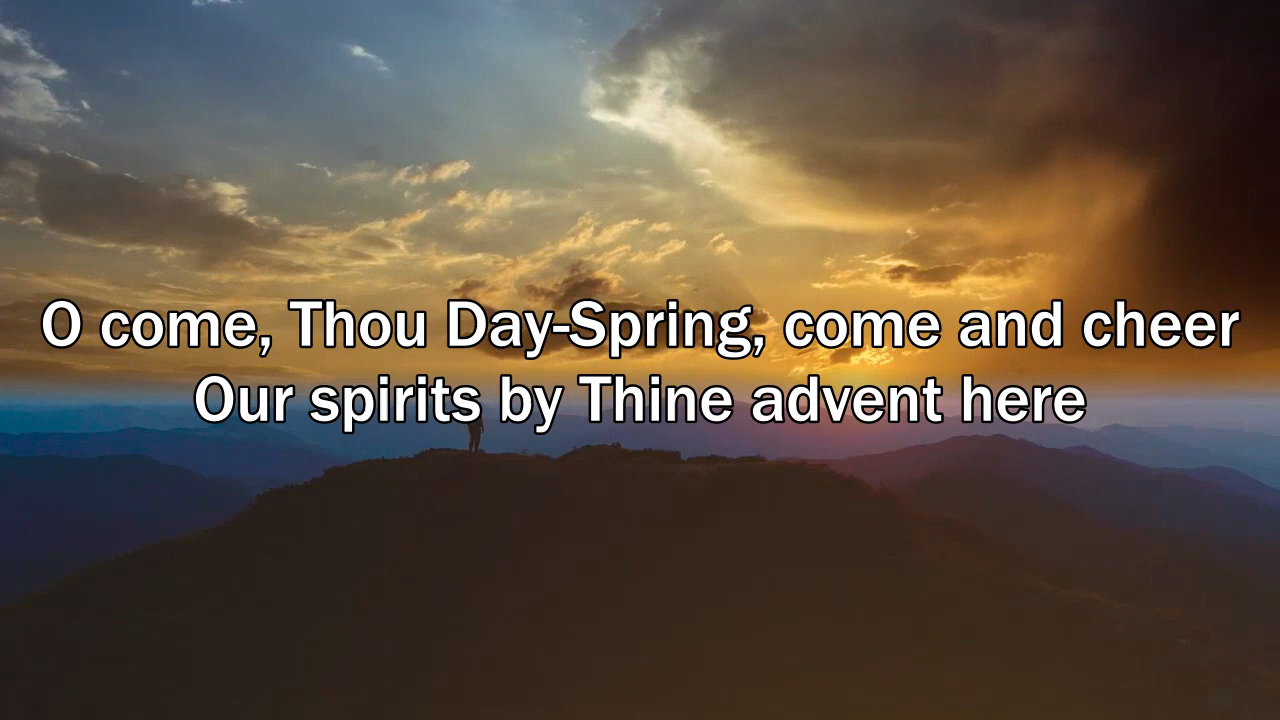 O come, Thou Day-Spring, come and cheer
Our spirits by Thine advent here